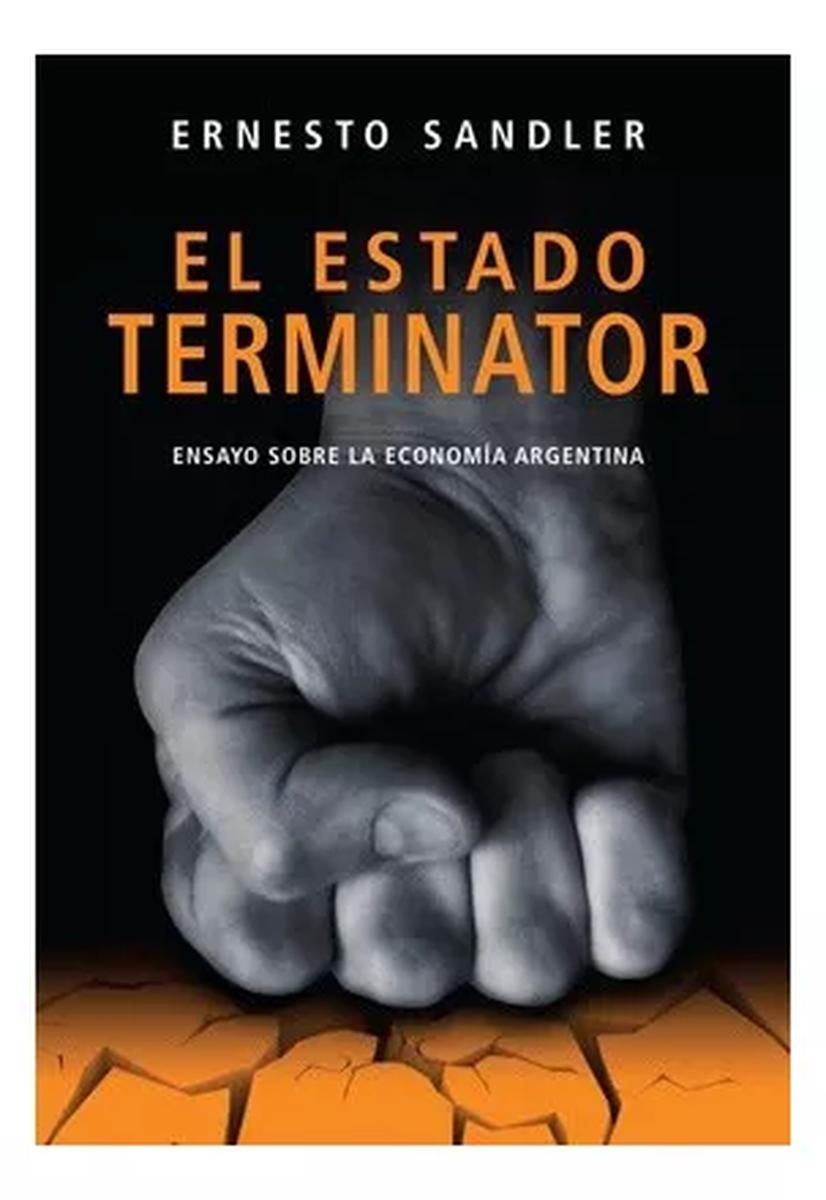 ERNESTO SANDLER
EL ESTADO
TERMINATOR
ENSAYO SOBRE LA ECONOMÍA ARGENTINA